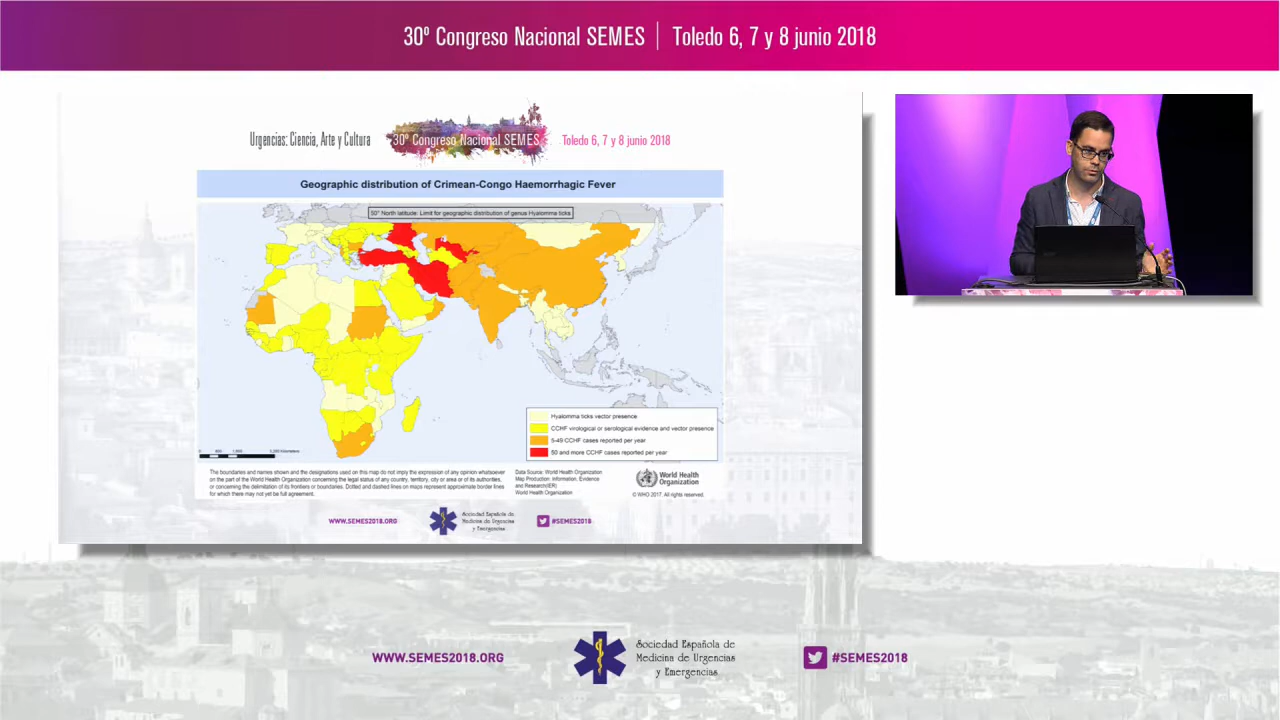 30º Congreso Nacional SEMES | Toledo 6, 7 y 8 junio 2018
Urgencias: Ciencia, Arte y Cultura
30º Congreso Nacional SEMES
Toledo 6, 7 y 8 junio 2018
Geographic distribution of Crimean-Congo Haemorrhagic Fever
50° North latitude: Limit for geographic distribution of genus Hyalomma ticks
Hyalomma ticks vector presence
CCHF virological or serological evidence and vector presence
5-49 CCHF cases reported per year
50 and more CCHF cases reported per year
The boundaries and names shown and the designations used on this map do not imply the expression of any opinion whatsoever
on the part of the World Health Organization concerning the legal status of any country, territory, city or area or of its authorities,
or concerning the delimitation of its frontiers or boundaries. Dotted and dashed lines on maps represent approximate border lines
for which there may not yet be full agreement.
Data Source: World Health Organization
Map Production: Information, Evidence
and Research(IER)
World Health Organization
World Health
Organization
© WHO 2017. All rights reserved.
WWW.SEMES2018.ORG
Sociedad Española de
Medicina de Urgencias
y Emergencias
#SEMES2018
WWW.SEMES2018.ORG
Sociedad Española de
Medicina de Urgencias
y Emergencias
#SEMES2018